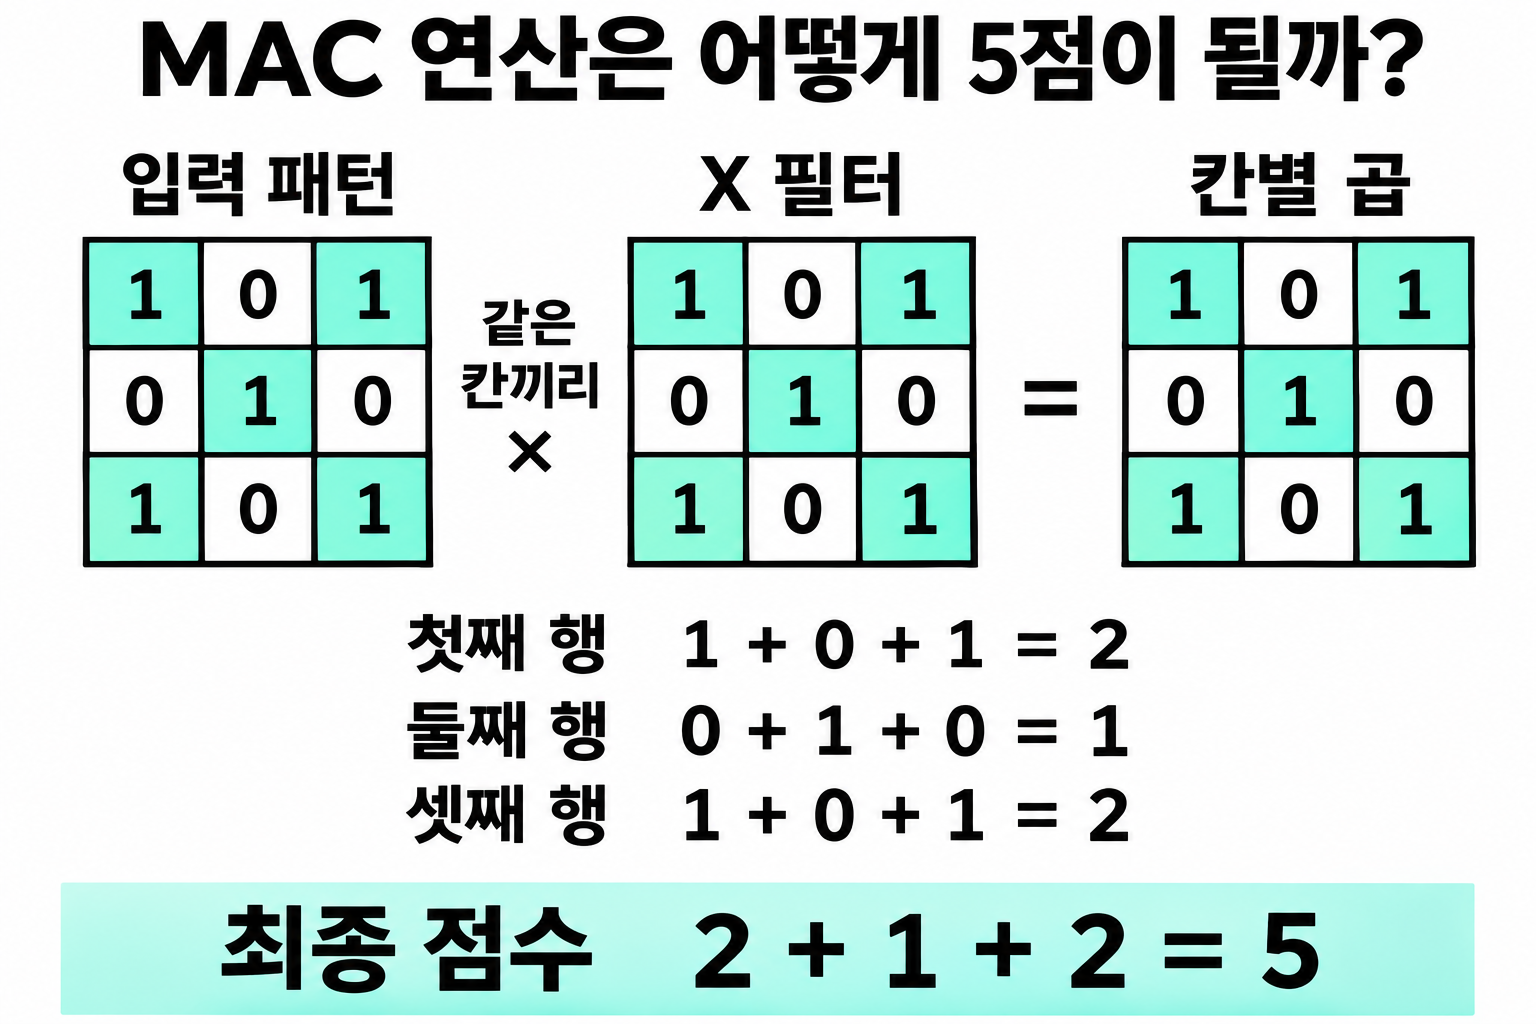 MAC 연산은 어떻게 5점이 될까?
입력 패턴
X 필터
칸별 곱
1 0 1
0 1 0
1 0 1
같은
칸끼리
×
1 0 1
0 1 0
1 0 1
=
1 0 1
0 1 0
1 0 1
첫째 행 1 + 0 + 1 = 2
둘째 행 0 + 1 + 0 = 1
셋째 행 1 + 0 + 1 = 2
최종 점수 2 + 1 + 2 = 5